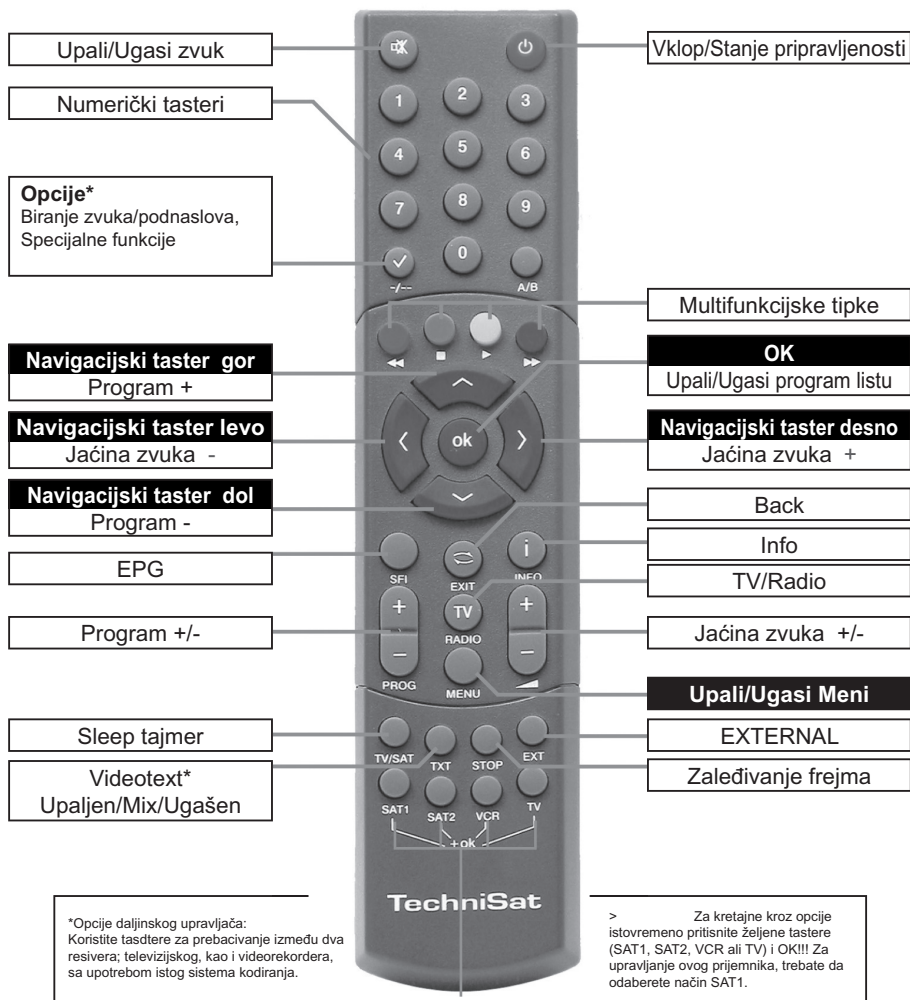 Upali/Ugasi zvuk
Vklop/Stanje pripravljenosti
Numerički tasteri
1
2
3
4
5
6
7
8
9
0
-/--
A/B
Opcije*
Biranje zvuka/podnaslova,
Specijalne funkcije
Multifunkcijske tipke
Navigacijski taster gor
Program +
OK
Upali/Ugasi program listu
ok
Navigacijski taster levo
Jaćina zvuka -
Navigacijski taster desno
Jaćina zvuka +
Navigacijski taster dol
Program -
Back
Info
EPG
i
SFI
EXIT
INFO
TV/Radio
+
TV
+
Program +/-
RADIO
Jaćina zvuka +/-
−
−
PROG
MENU
Upali/Ugasi Meni
Sleep tajmer
EXTERNAL
TV/SAT
TXT
STOP
EXT
Videotext*
Upaljen/Mix/Ugašen
Zaleđivanje frejma
SAT1
SAT2
VCR
TV
+ok
TechniSat
*Opcije daljinskog upravljača:
Koristite tasdtere za prebacivanje između dva
resivera; televizijskog, kao i videorekordera,
sa upotrebom istog sistema kodiranja.
> Za kretajne kroz opcije
istovremeno pritisnite željene tastere
(SAT1, SAT2, VCR ali TV) i OK!!! Za
upravljanje ovog prijemnika, trebate da
odaberete način SAT1.